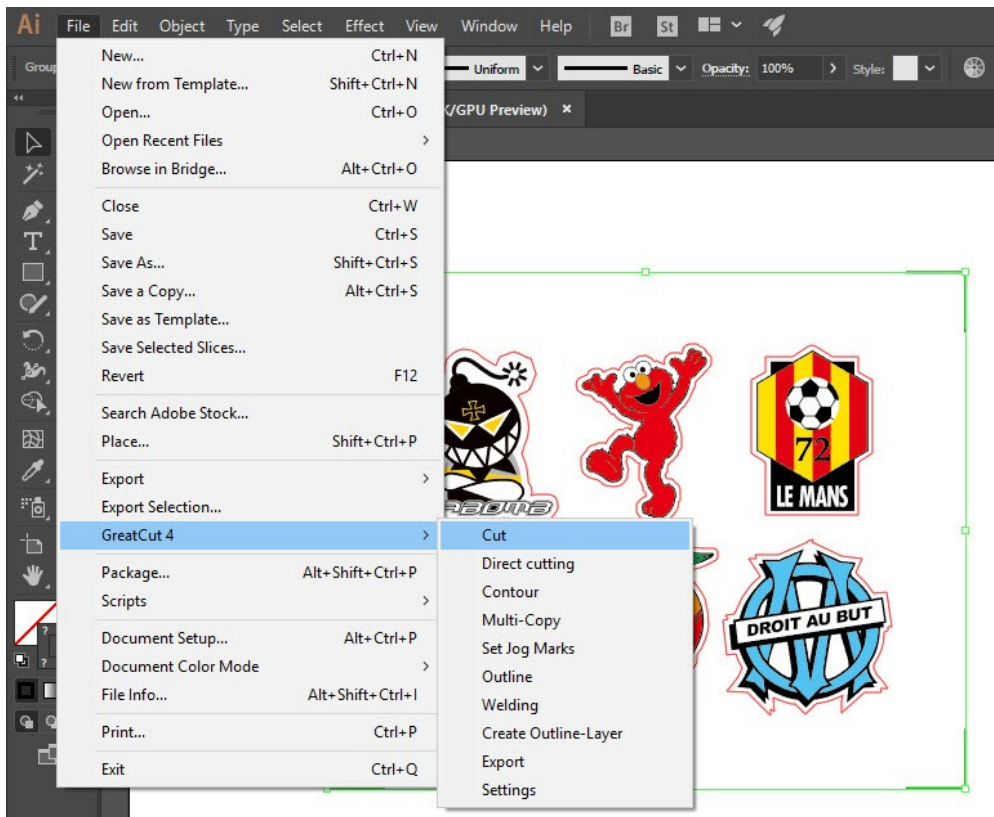 Ai File Edit Object Type Select Effect View Window Help Br St
Group Uniform Basic Opacity: 100% Style:
/GPU Preview) ×
New... Ctrl+N
New from Template... Shift+Ctrl+N
Open... Ctrl+O
Open Recent Files
Browse in Bridge... Alt+Ctrl+O
Close Ctrl+W
Save Ctrl+S
Save As... Shift+Ctrl+S
Save a Copy... Alt+Ctrl+S
Save as Template...
Save Selected Slices...
Revert F12
Search Adobe Stock...
Place... Shift+Ctrl+P
Export
Export Selection...
GreatCut 4
Package... Alt+Shift+Ctrl+P
Scripts
Document Setup... Alt+Ctrl+P
Document Color Mode
File Info... Alt+Shift+Ctrl+I
Print... Ctrl+P
Exit Ctrl+Q
Cut
Direct cutting
Contour
Multi-Copy
Set Jog Marks
Outline
Welding
Create Outline-Layer
Export
Settings
72
LE MANS
DROIT AU BUT